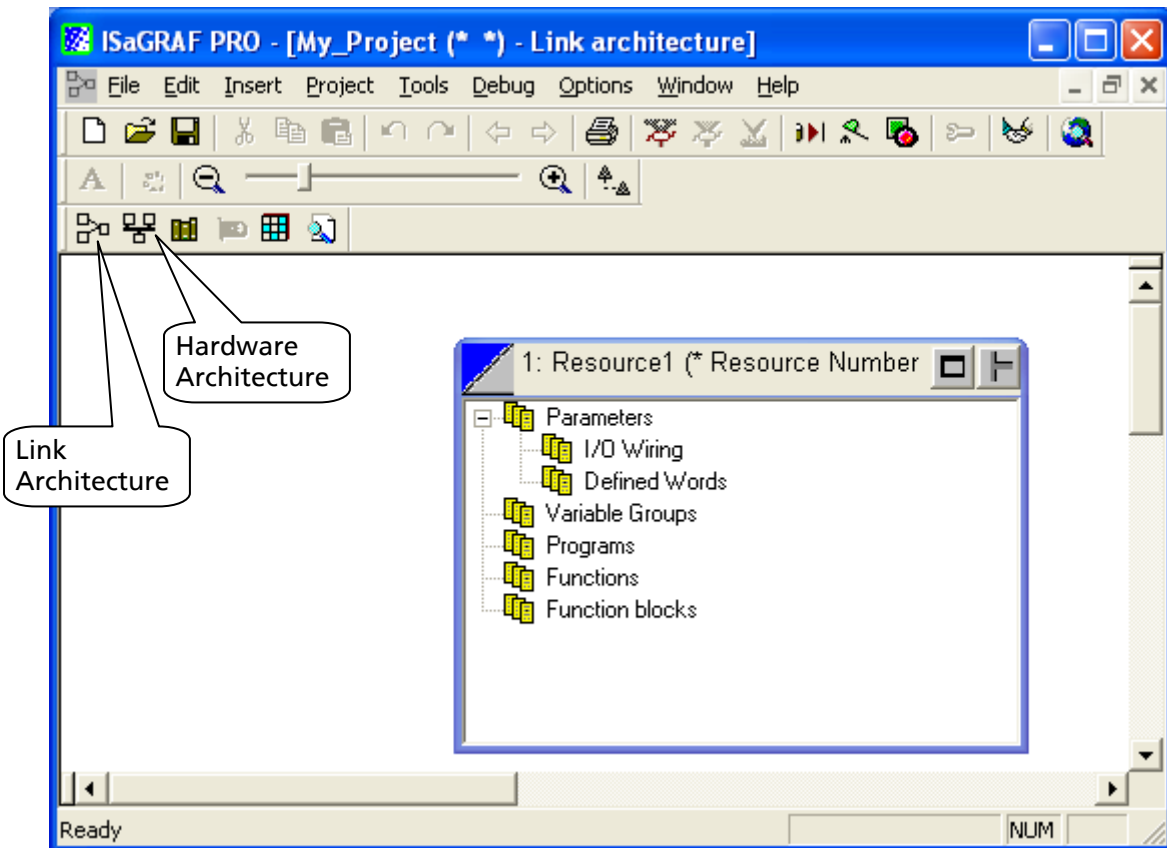 ISaGRAF PRO - [My_Project (* *) - Link architecture]
File Edit Insert Project Tools Debug Options Window Help
A
Hardware
Architecture
Link
Architecture
1: Resource1 (* Resource Number
Parameters
I/O Wiring
Defined Words
Variable Groups
Programs
Functions
Function blocks
Ready
NUM